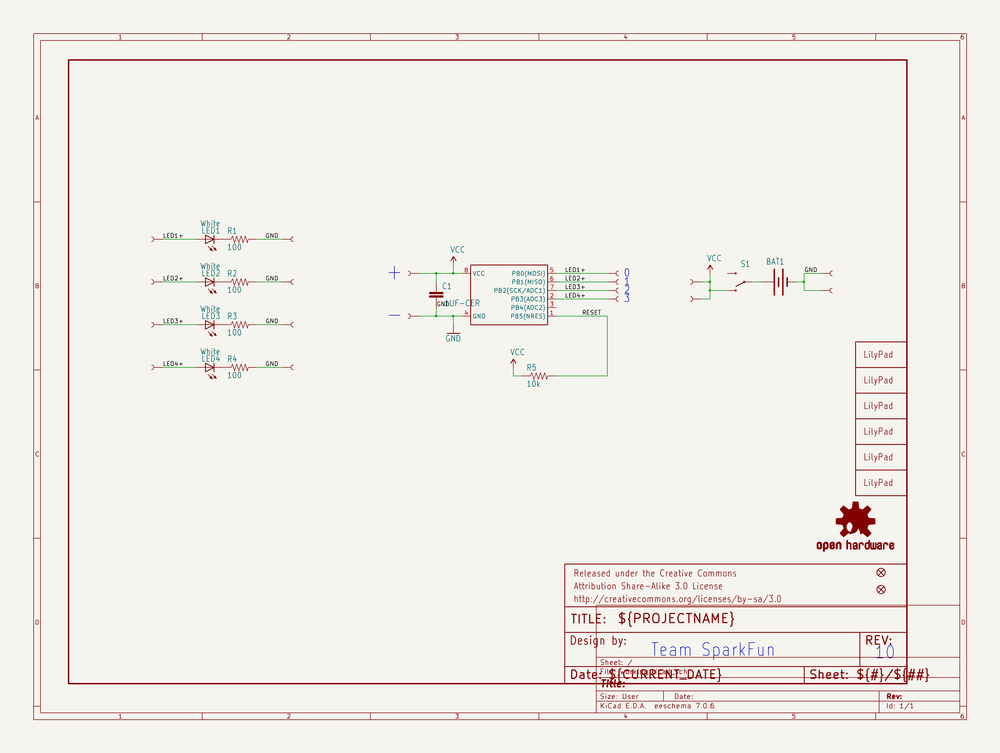 1 2 3 4 5 6
A
B
C
D
A
B
C
D
White
LED1
LED1+
R1
100
GND
White
LED2
LED2+
R2
100
GND
White
LED3
LED3+
R3
100
GND
White
LED4
LED4+
R4
100
GND
+
−
VCC
C1
GND
GND
8 VCC
4 GND
PB0(MOSI) 5 LED1+ 0
PB1(MISO) 6 LED2+ 1
PB2(SCK/ADC1) 7 LED3+ 2
PB3(ADC3) 2 LED4+ 3
PB4(ADC2) 3
PB5(NRES) 1 RESET
VCC
R5
10k
VCC
S1
BAT1
GND
LilyPad
LilyPad
LilyPad
LilyPad
LilyPad
LilyPad
open hardware
Released under the Creative Commons
Attribution Share-Alike 3.0 License
http://creativecommons.org/licenses/by-sa/3.0
TITLE: ${PROJECTNAME}
Design by: Team SparkFun
REV:
10
Sheet: /
Date: ${CURRENT_DATE}
Sheet: ${#}/${##}
Title:
Size: User Date: Rev:
KiCad E.D.A. eeschema 7.0.6 Id: 1/1
1 2 3 4 5 6